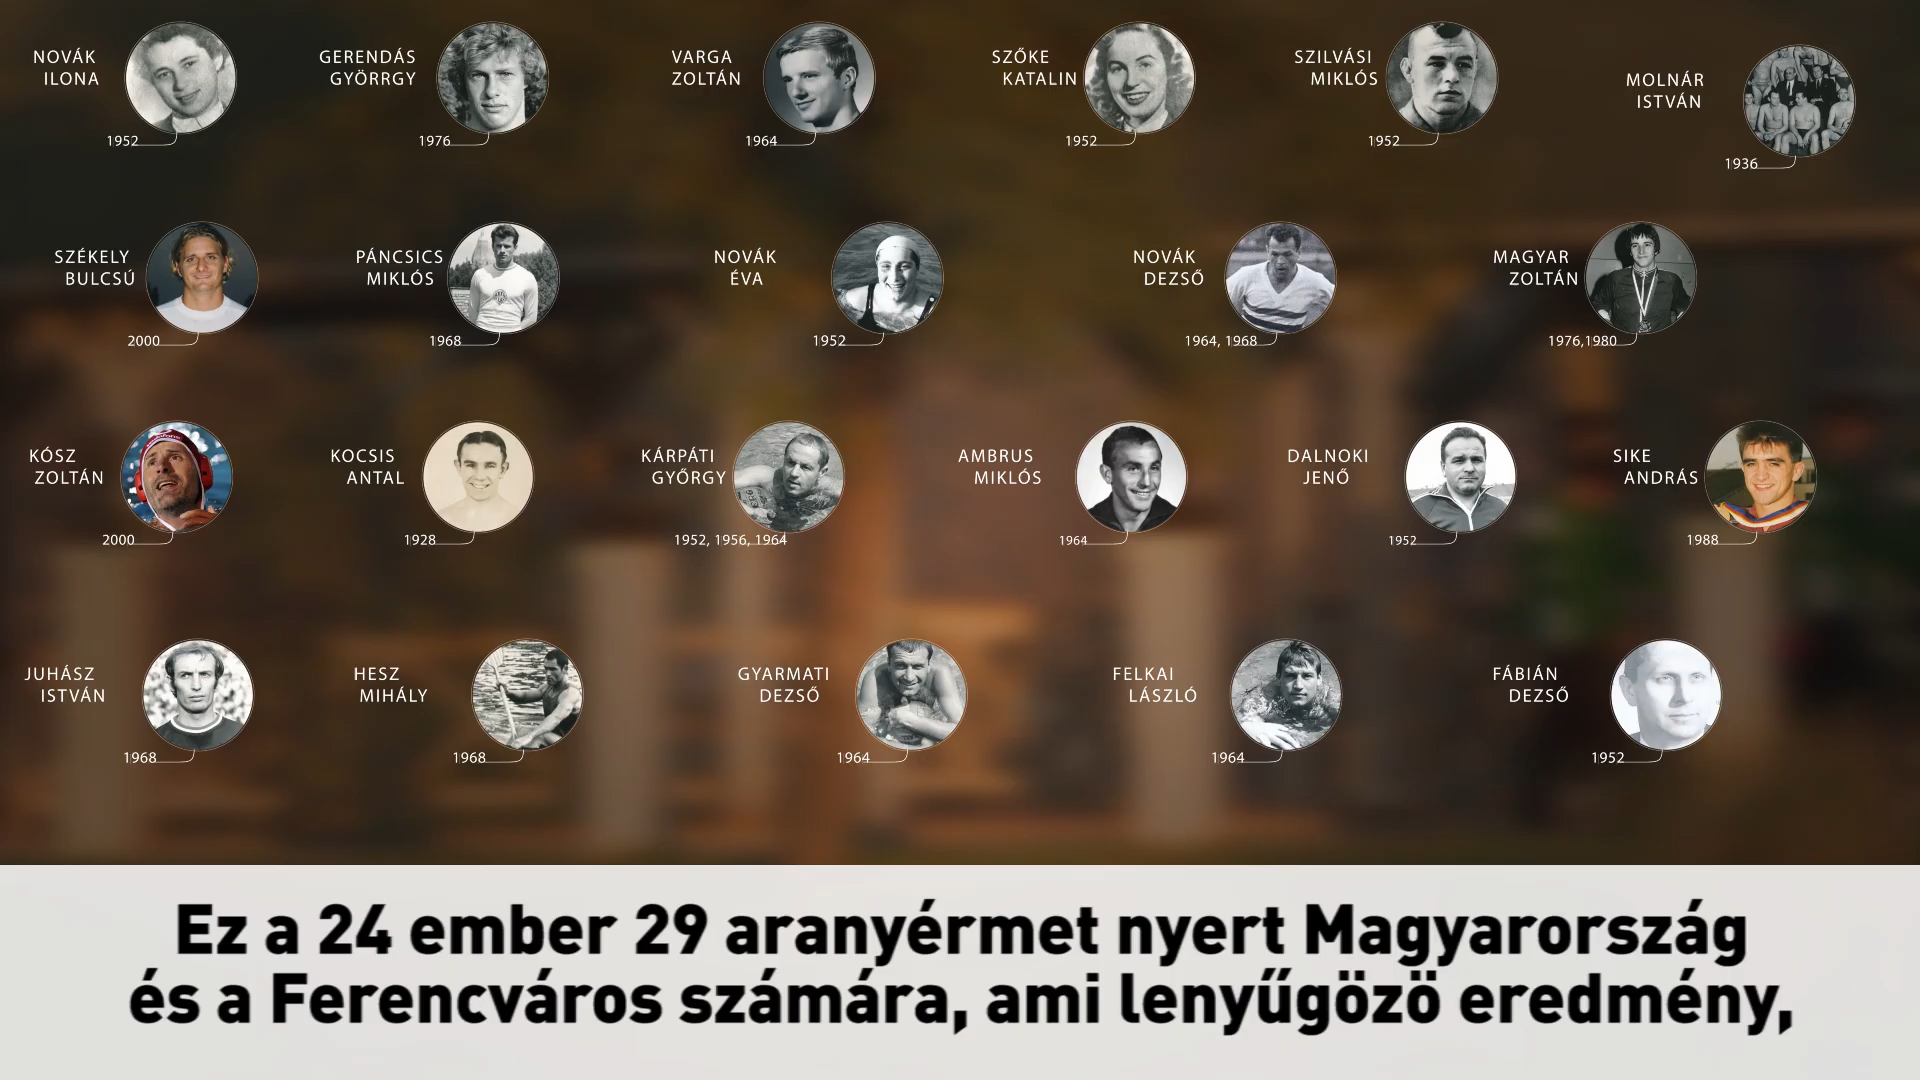 NOVÁK
ILONA
1952
GERENDÁS
GYÖRRGY
1976
VARGA
ZOLTÁN
1964
SZŐKE
KATALIN
1952
SZILVÁSI
MIKLÓS
1952
MOLNÁR
ISTVÁN
1936
SZÉKELY
BULCSÚ
2000
PÁNCSICS
MIKLÓS
1968
NOVÁK
ÉVA
1952
NOVÁK
DEZSŐ
1964, 1968
MAGYAR
ZOLTÁN
1976,1980
KÓSZ
ZOLTÁN
2000
KOCSIS
ANTAL
1928
KÁRPÁTI
GYŐRGY
1952, 1956, 1964
AMBRUS
MIKLÓS
1964
DALNOKI
JENŐ
1952
SIKE
ANDRÁS
1988
JUHÁSZ
ISTVÁN
1968
HESZ
MIHÁLY
1968
GYARMATI
DEZSŐ
1964
FELKAI
LÁSZLÓ
1964
FÁBIÁN
DEZSŐ
1952
Ez a 24 ember 29 aranyérmet nyert Magyarország
és a Ferencváros számára, ami lenyűgözö eredmény,